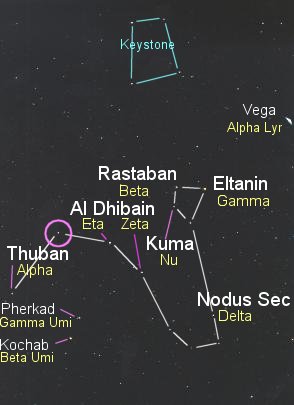 Keystone
Vega
Alpha Lyr
Rastaban
Beta
Eltanin
Gamma
Al Dhibain
Eta Zeta
Kuma
Nu
Thuban
Alpha
Nodus Sec
Delta
Pherkad
Gamma Umi
Kochab
Beta Umi